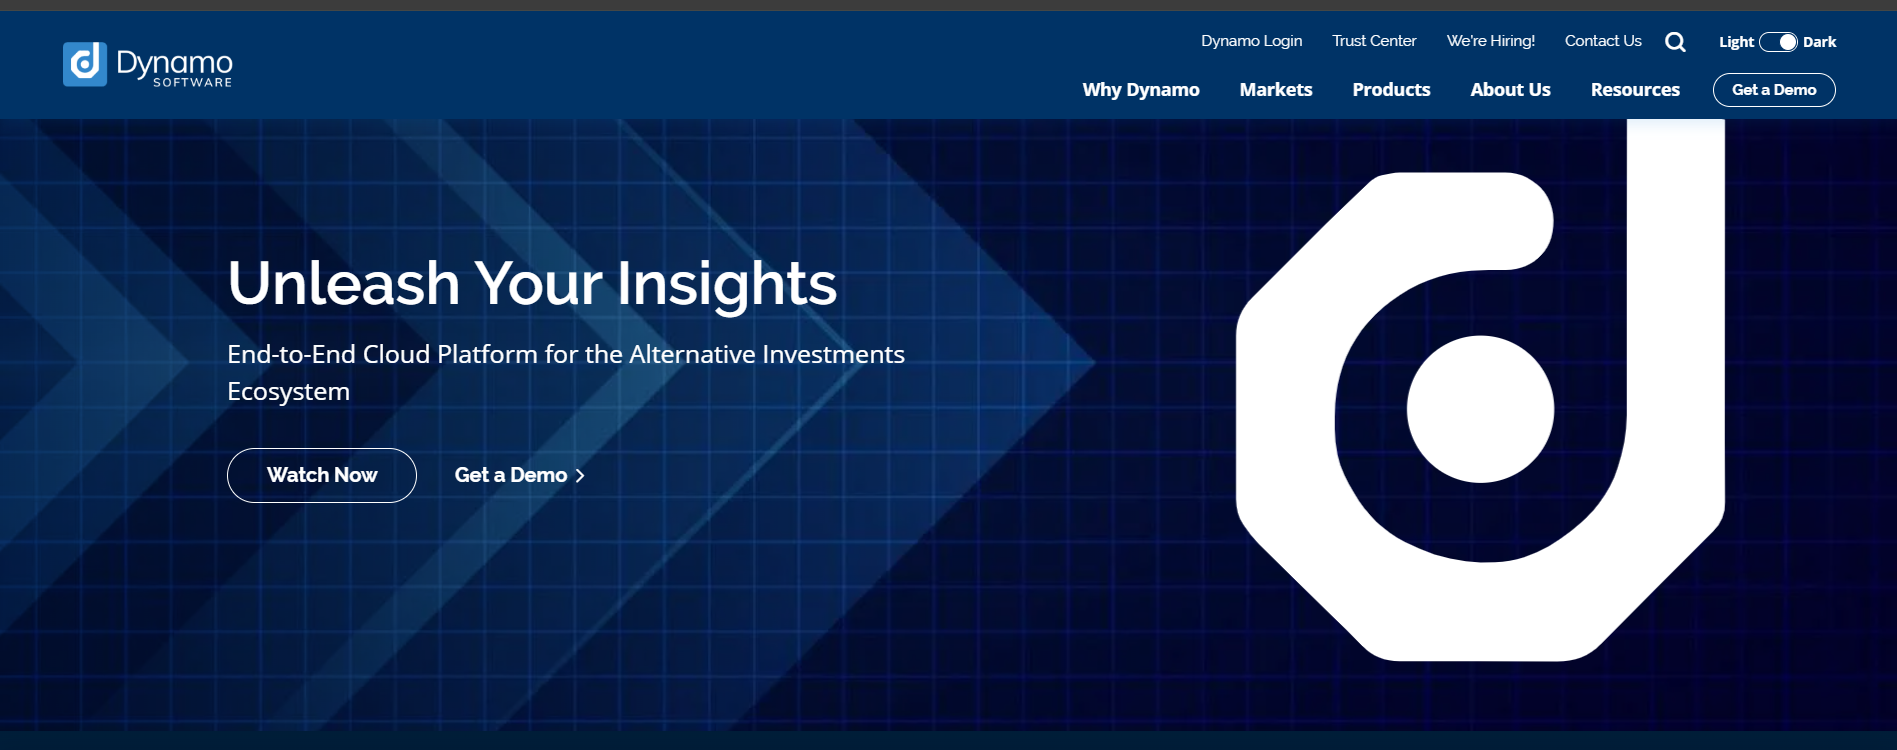 Dynamo
SOFTWARE
Dynamo Login Trust Center We're Hiring! Contact Us Light Dark
Why Dynamo Markets Products About Us Resources Get a Demo
Unleash Your Insights
End-to-End Cloud Platform for the Alternative Investments
Ecosystem
Watch Now Get a Demo